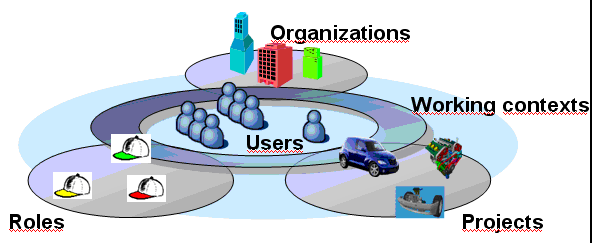 Organizations
Working contexts
Users
Roles
Projects